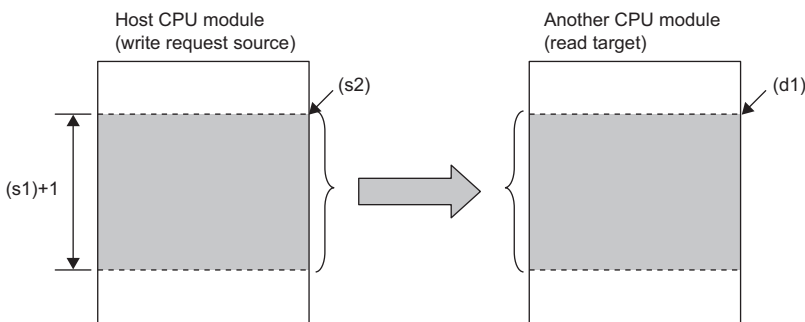 Host CPU module
(write request source)
Another CPU module
(read target)
(s2)
(d1)
(s1)+1